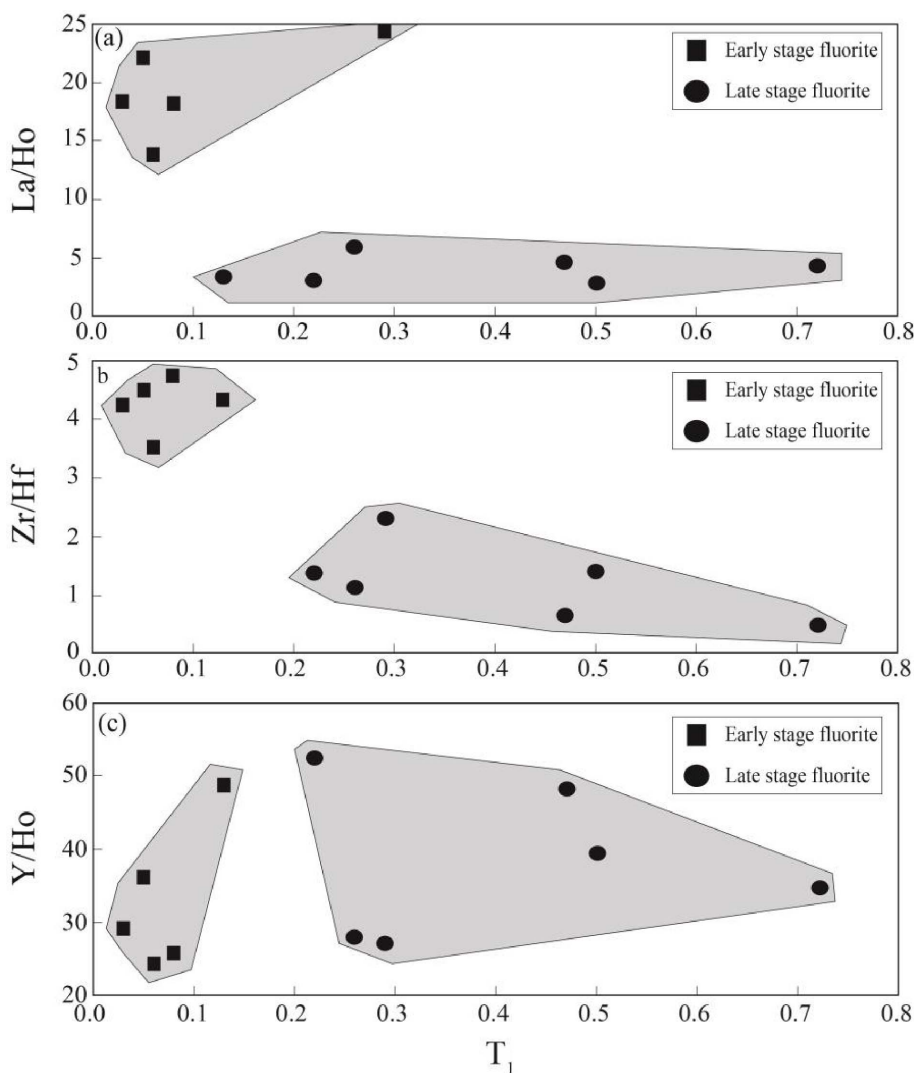 (a)
25
20
15
10
5
0
La/Ho
Early stage fluorite
Late stage fluorite
0.0 0.1 0.2 0.3 0.4 0.5 0.6 0.7 0.8
b
5
4
3
2
1
0
Zr/Hf
Early stage fluorite
Late stage fluorite
0.0 0.1 0.2 0.3 0.4 0.5 0.6 0.7 0.8
(c)
60
50
40
30
20
Y/Ho
Early stage fluorite
Late stage fluorite
0.0 0.1 0.2 0.3 0.4 0.5 0.6 0.7 0.8
T1